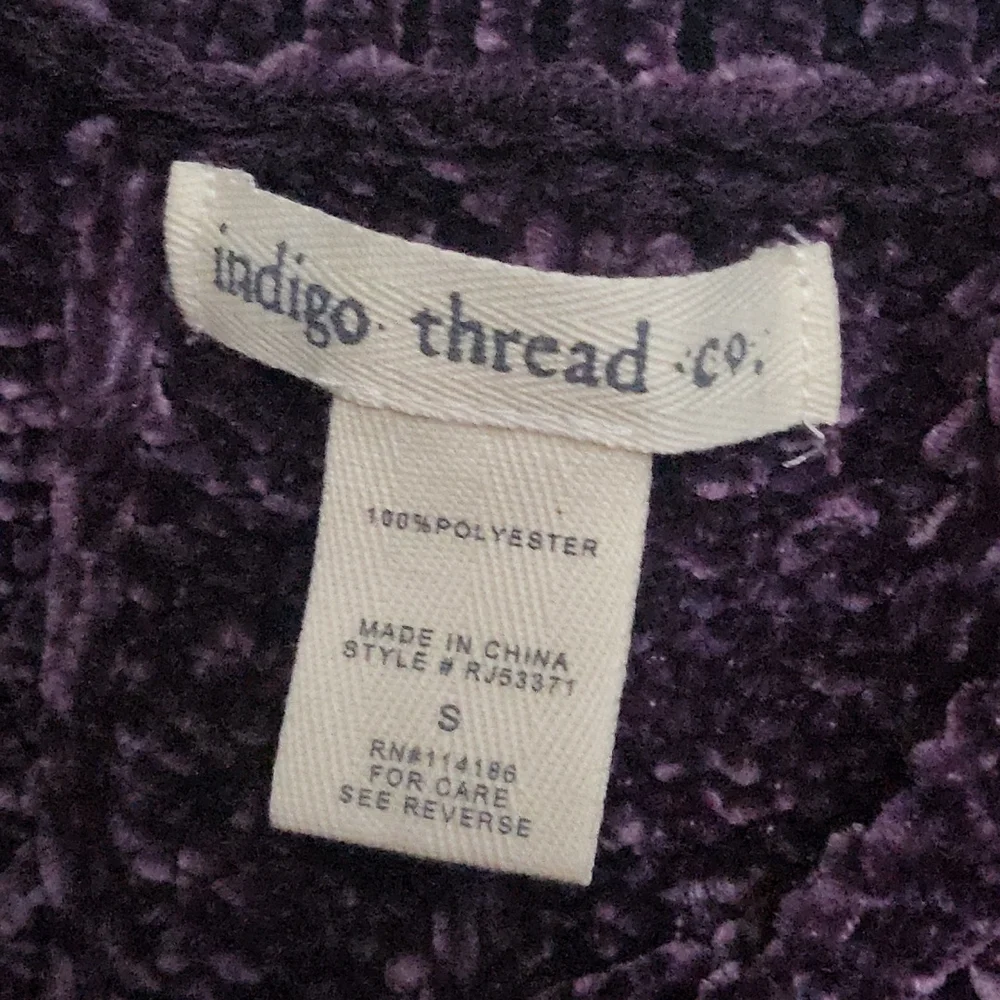 indigo · thread ·co.
100%POLYESTER
MADE IN CHINA
STYLE # RJ53371
S
RN#114186
FOR CARE
SEE REVERSE